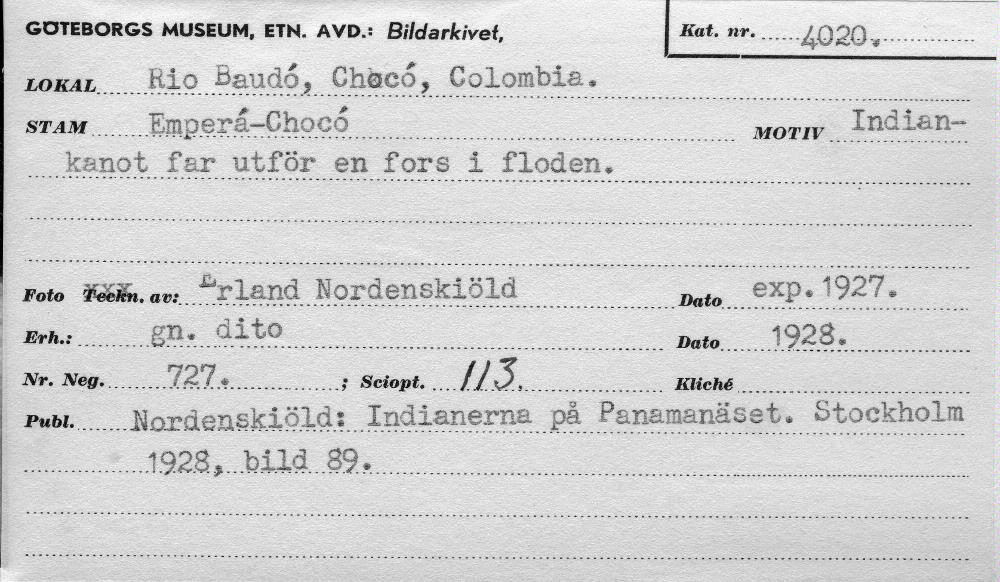 GÖTEBORGS MUSEUM, ETN. AVD.: Bildarkivet, Kat. nr. 4020.
LOKAL Rio Baudó, Chocó, Colombia.
STAM Emperá-Chocó MOTIV Indian-
kanot far utför en fors i floden.
Foto Teckn. av: Erland Nordenskiöld Dato exp.1927.
Erh.: gn. dito Dato 1928.
Nr. Neg. 727. ; Sciopt. 113. Kliché
Publ. Nordenskiöld: Indianerna på Panamanäset. Stockholm
1928, bild 89.